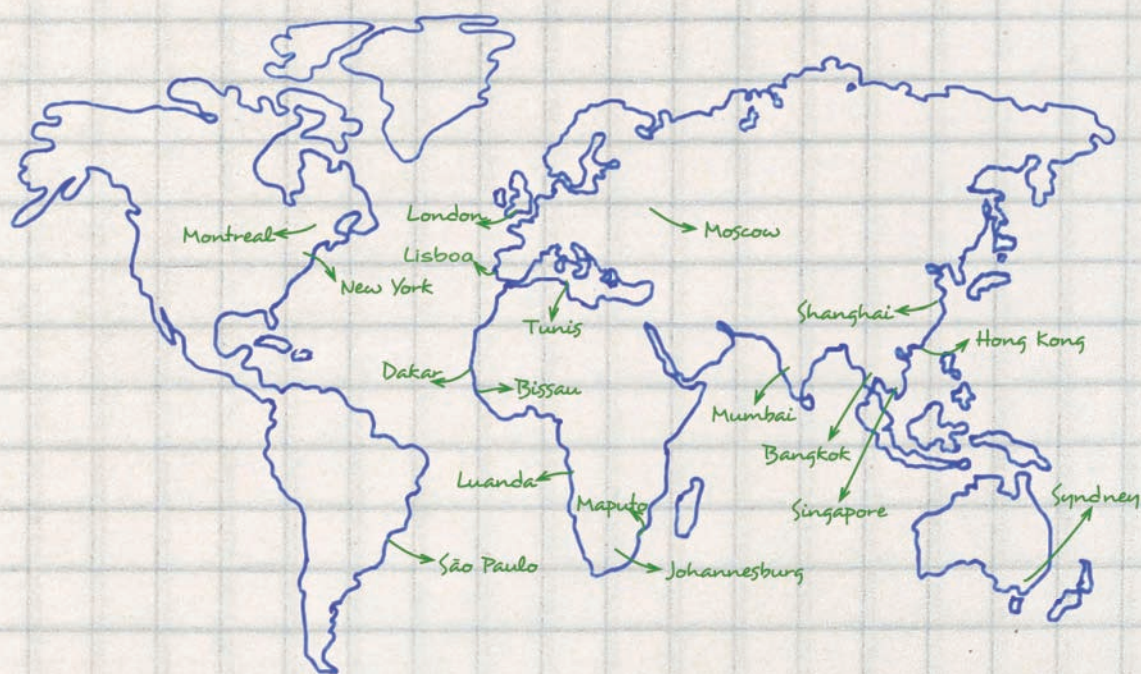 London
Montreal
Moscow
Lisboa
New York
Shanghai
Tunis
Hong Kong
Dakar
Bissau
Mumbai
Bangkok
Luanda
Maputo
Singapore
Syndney
São Paulo
Johannesburg